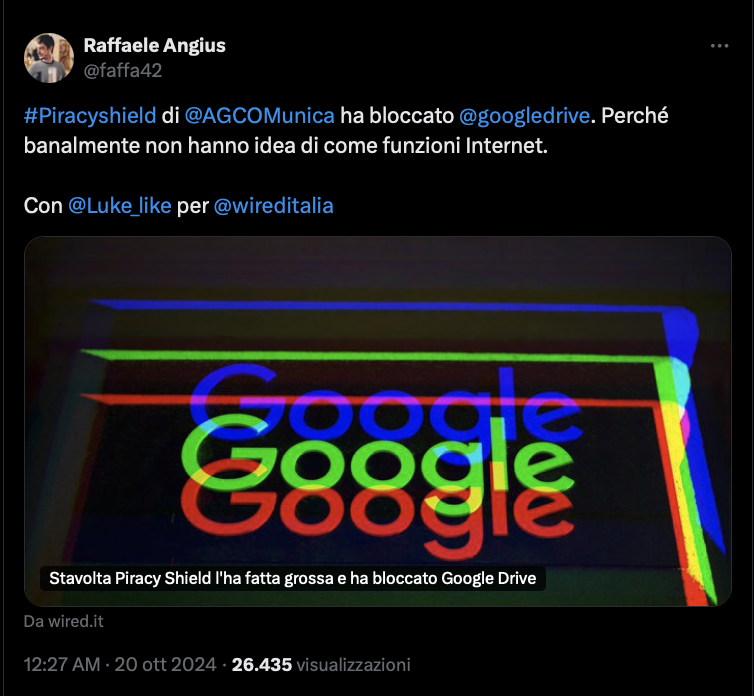 Raffaele Angius
@faffa42
#Piracyshield di @AGCOMunica ha bloccato @googledrive. Perché
banalmente non hanno idea di come funzioni Internet.
Con @Luke_like per @wireditalia
Google
Google
Google
Stavolta Piracy Shield l'ha fatta grossa e ha bloccato Google Drive
Da wired.it
12:27 AM · 20 ott 2024 · 26.435 visualizzazioni